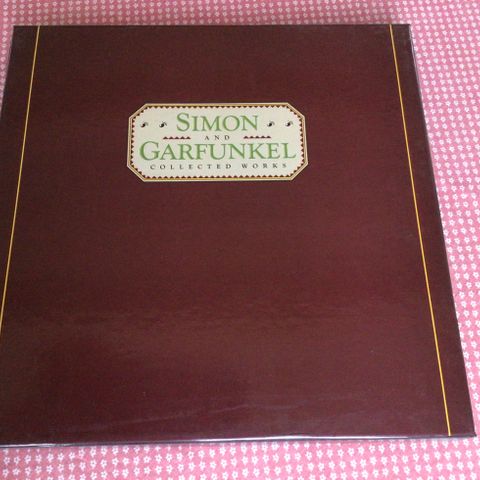 SIMON
AND
GARFUNKEL
COLLECTED WORKS